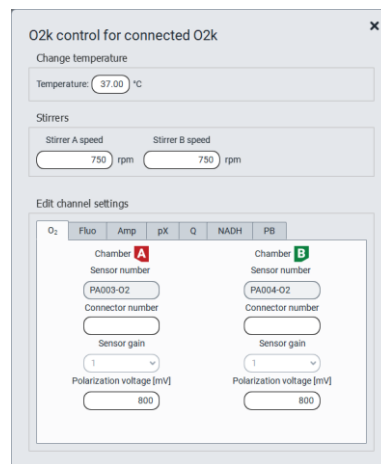 O2k control for connected O2k
Change temperature
Temperature: 37.00 °C
Stirrers
Stirrer A speed Stirrer B speed
750 rpm 750 rpm
Edit channel settings
O₂ Fluo Amp pX Q NADH PB
Chamber A Chamber B
Sensor number Sensor number
PA003-O2 PA004-O2
Connector number Connector number
Sensor gain Sensor gain
1 1
Polarization voltage [mV] Polarization voltage [mV]
800 800